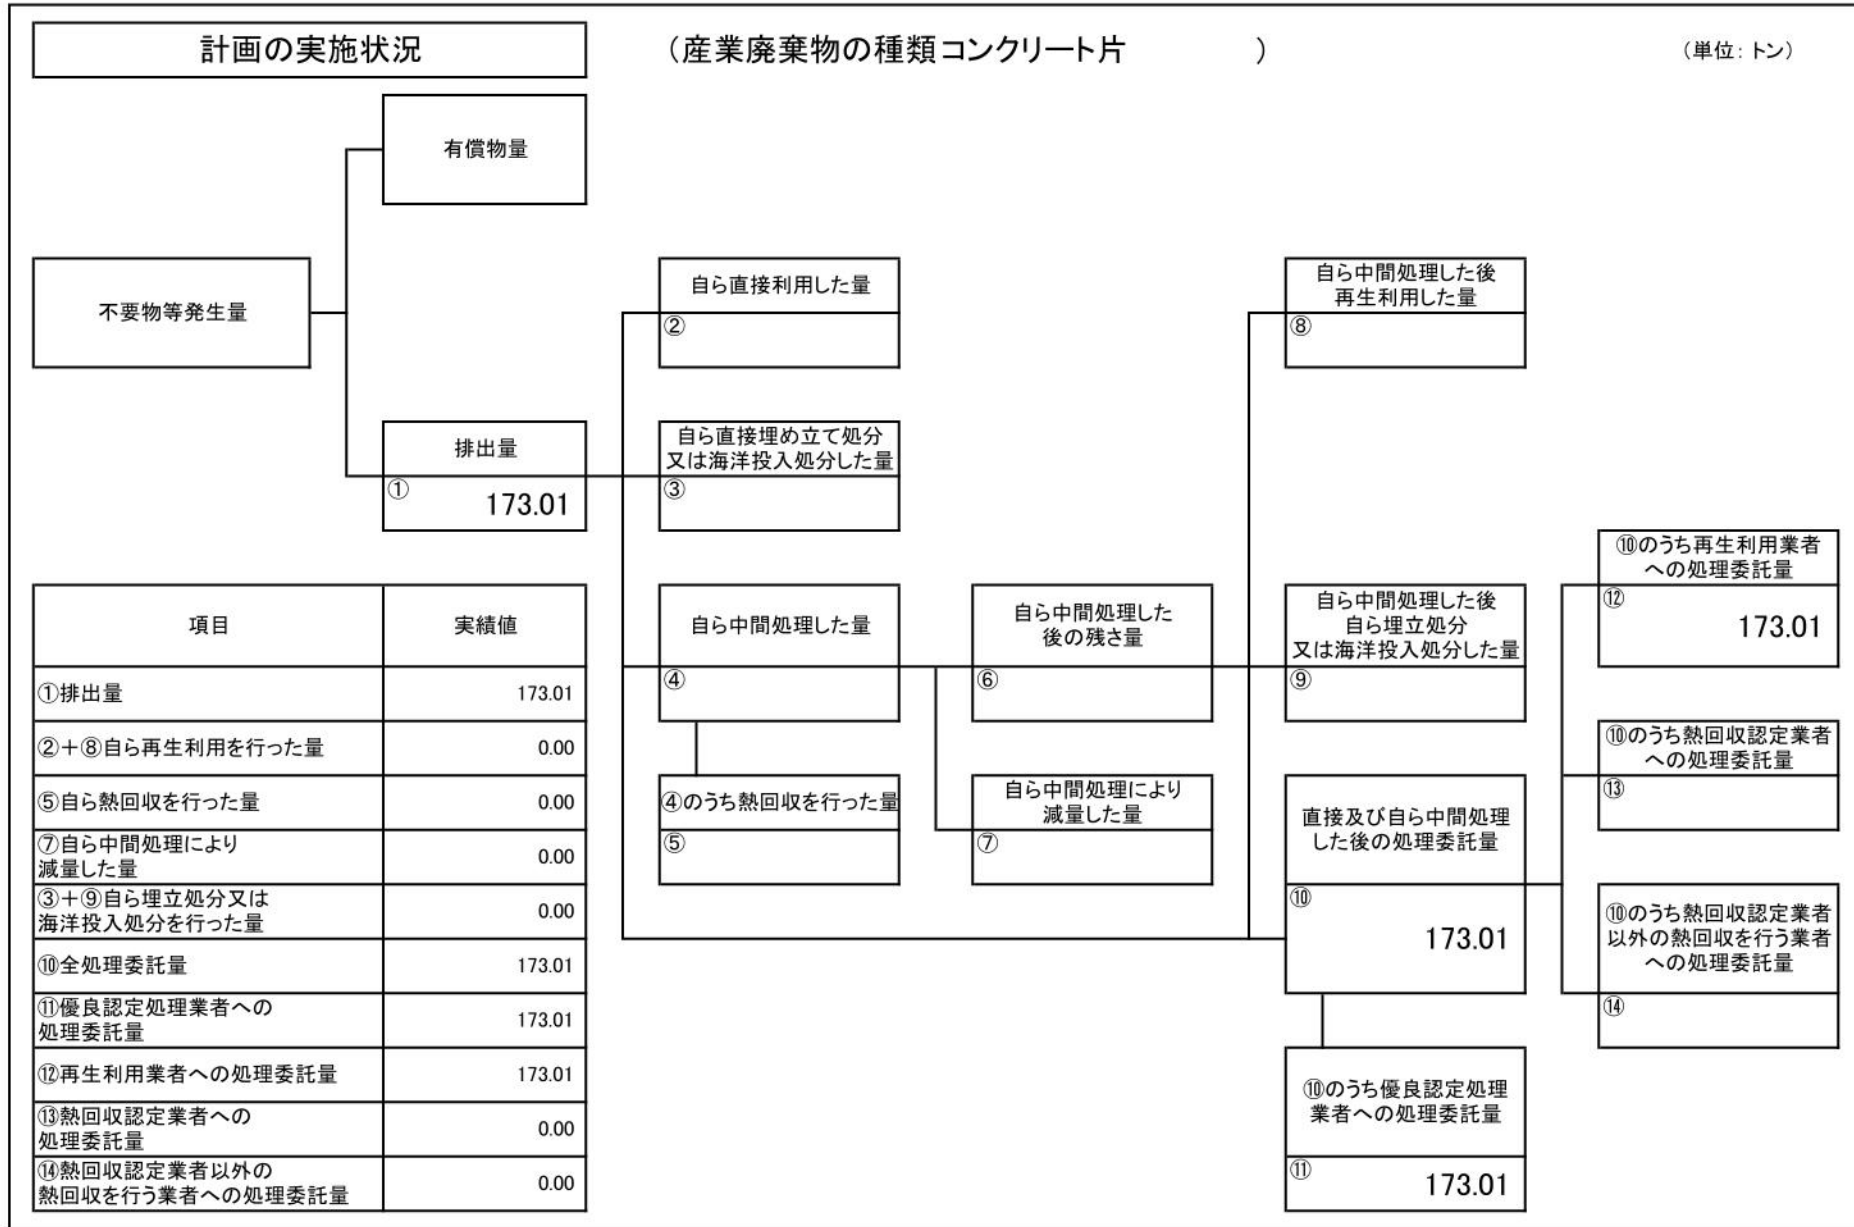 計画の実施状況
（産業廃棄物の種類コンクリート片　　　　　）
（単位：トン）
有償物量
不要物等発生量
自ら直接利用した量
②
自ら中間処理した後
再生利用した量
⑧
排出量
①
173.01
自ら直接埋め立て処分
又は海洋投入処分した量
③
⑩のうち再生利用業者
への処理委託量
⑫
173.01
自ら中間処理した量
④
自ら中間処理した
後の残さ量
⑥
自ら中間処理した後
自ら埋立処分
又は海洋投入処分した量
⑨
⑩のうち熱回収認定業者
への処理委託量
⑬
④のうち熱回収を行った量
⑤
自ら中間処理により
減量した量
⑦
直接及び自ら中間処理
した後の処理委託量
⑩
173.01
⑩のうち熱回収認定業者
以外の熱回収を行う業者
への処理委託量
⑭
⑩のうち優良認定処理
業者への処理委託量
⑪
173.01
項目 実績値
①排出量 173.01
②＋⑧自ら再生利用を行った量 0.00
⑤自ら熱回収を行った量 0.00
⑦自ら中間処理により
減量した量 0.00
③＋⑨自ら埋立処分又は
海洋投入処分を行った量 0.00
⑩全処理委託量 173.01
⑪優良認定処理業者への
処理委託量 173.01
⑫再生利用業者への処理委託量 173.01
⑬熱回収認定業者への
処理委託量 0.00
⑭熱回収認定業者以外の
熱回収を行う業者への処理委託量 0.00